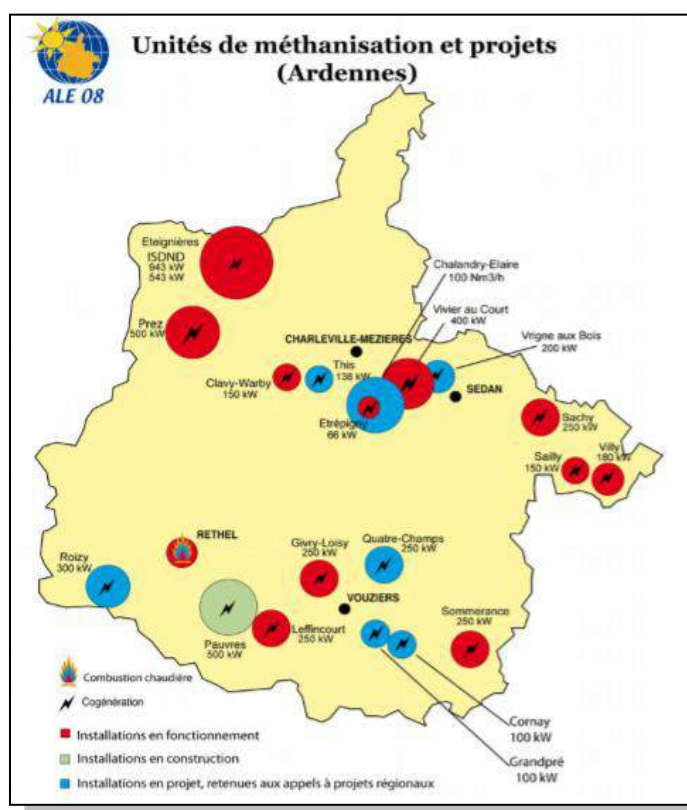 Unités de méthanisation et projets
(Ardennes)
ALE 08
Eteignières
ISDND
943 kW
543 kW
Chalandry-Elaire
100 Nm3/h
Prez
500 kW
Vivier au Court
400 kW
CHARLEVILLE-MEZIERES
Vrigne aux Bois
200 kW
This
138 kW
Clavy-Warby
150 kW
SEDAN
Etrépigny
66 kW
Sachy
250 kW
Sailly
150 kW
Villy
180 kW
RETHEL
Roizy
300 kW
Givry-Loisy
250 kW
Quatre-Champs
250 kW
VOUZIERS
Sommerance
250 kW
Pauvres
500 kW
Leffincourt
250 kW
Combustion chaudière
Cogénération
Cornay
100 kW
Installations en fonctionnement
Grandpré
100 kW
Installations en construction
Installations en projet, retenues aux appels à projets régionaux